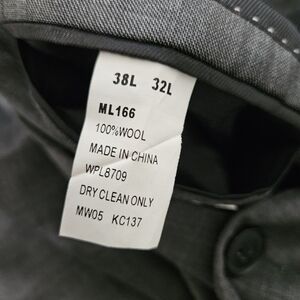 38L 32L
ML166
100%WOOL
MADE IN CHINA
WPL8709
DRY CLEAN ONLY
MW05 KC137